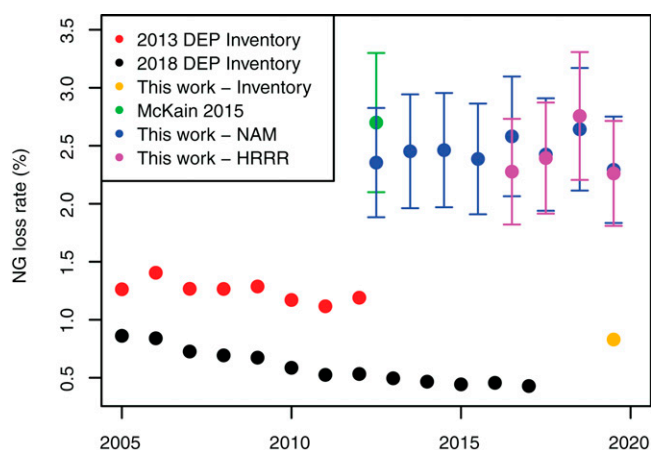 3.5
3.0
2.5
2.0
1.5
1.0
0.5
NG loss rate (%)
2013 DEP Inventory
2018 DEP Inventory
This work – Inventory
McKain 2015
This work – NAM
This work – HRRR
2005
2010
2015
2020